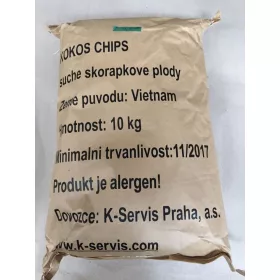 KOKOS CHIPS
suche skorapkove plody
Zeme puvodu: Vietnam
Hmotnost: 10 kg
Minimalni trvanlivost:11/2017
Produkt je alergen!
Dovozce: K-Servis Praha, a.s.
www.k-servis.com